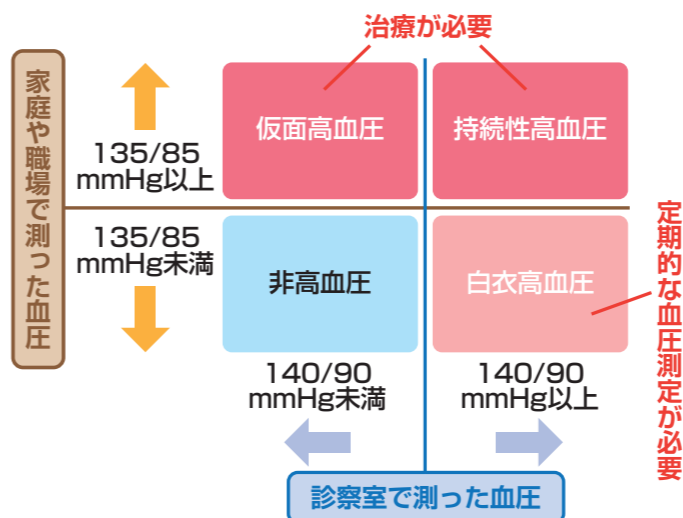 治療が必要
家庭や職場で測った血圧
135/85
mmHg以上
仮面高血圧
持続性高血圧
135/85
mmHg未満
非高血圧
白衣高血圧
定期的な血圧測定が必要
140/90
mmHg未満
140/90
mmHg以上
診察室で測った血圧